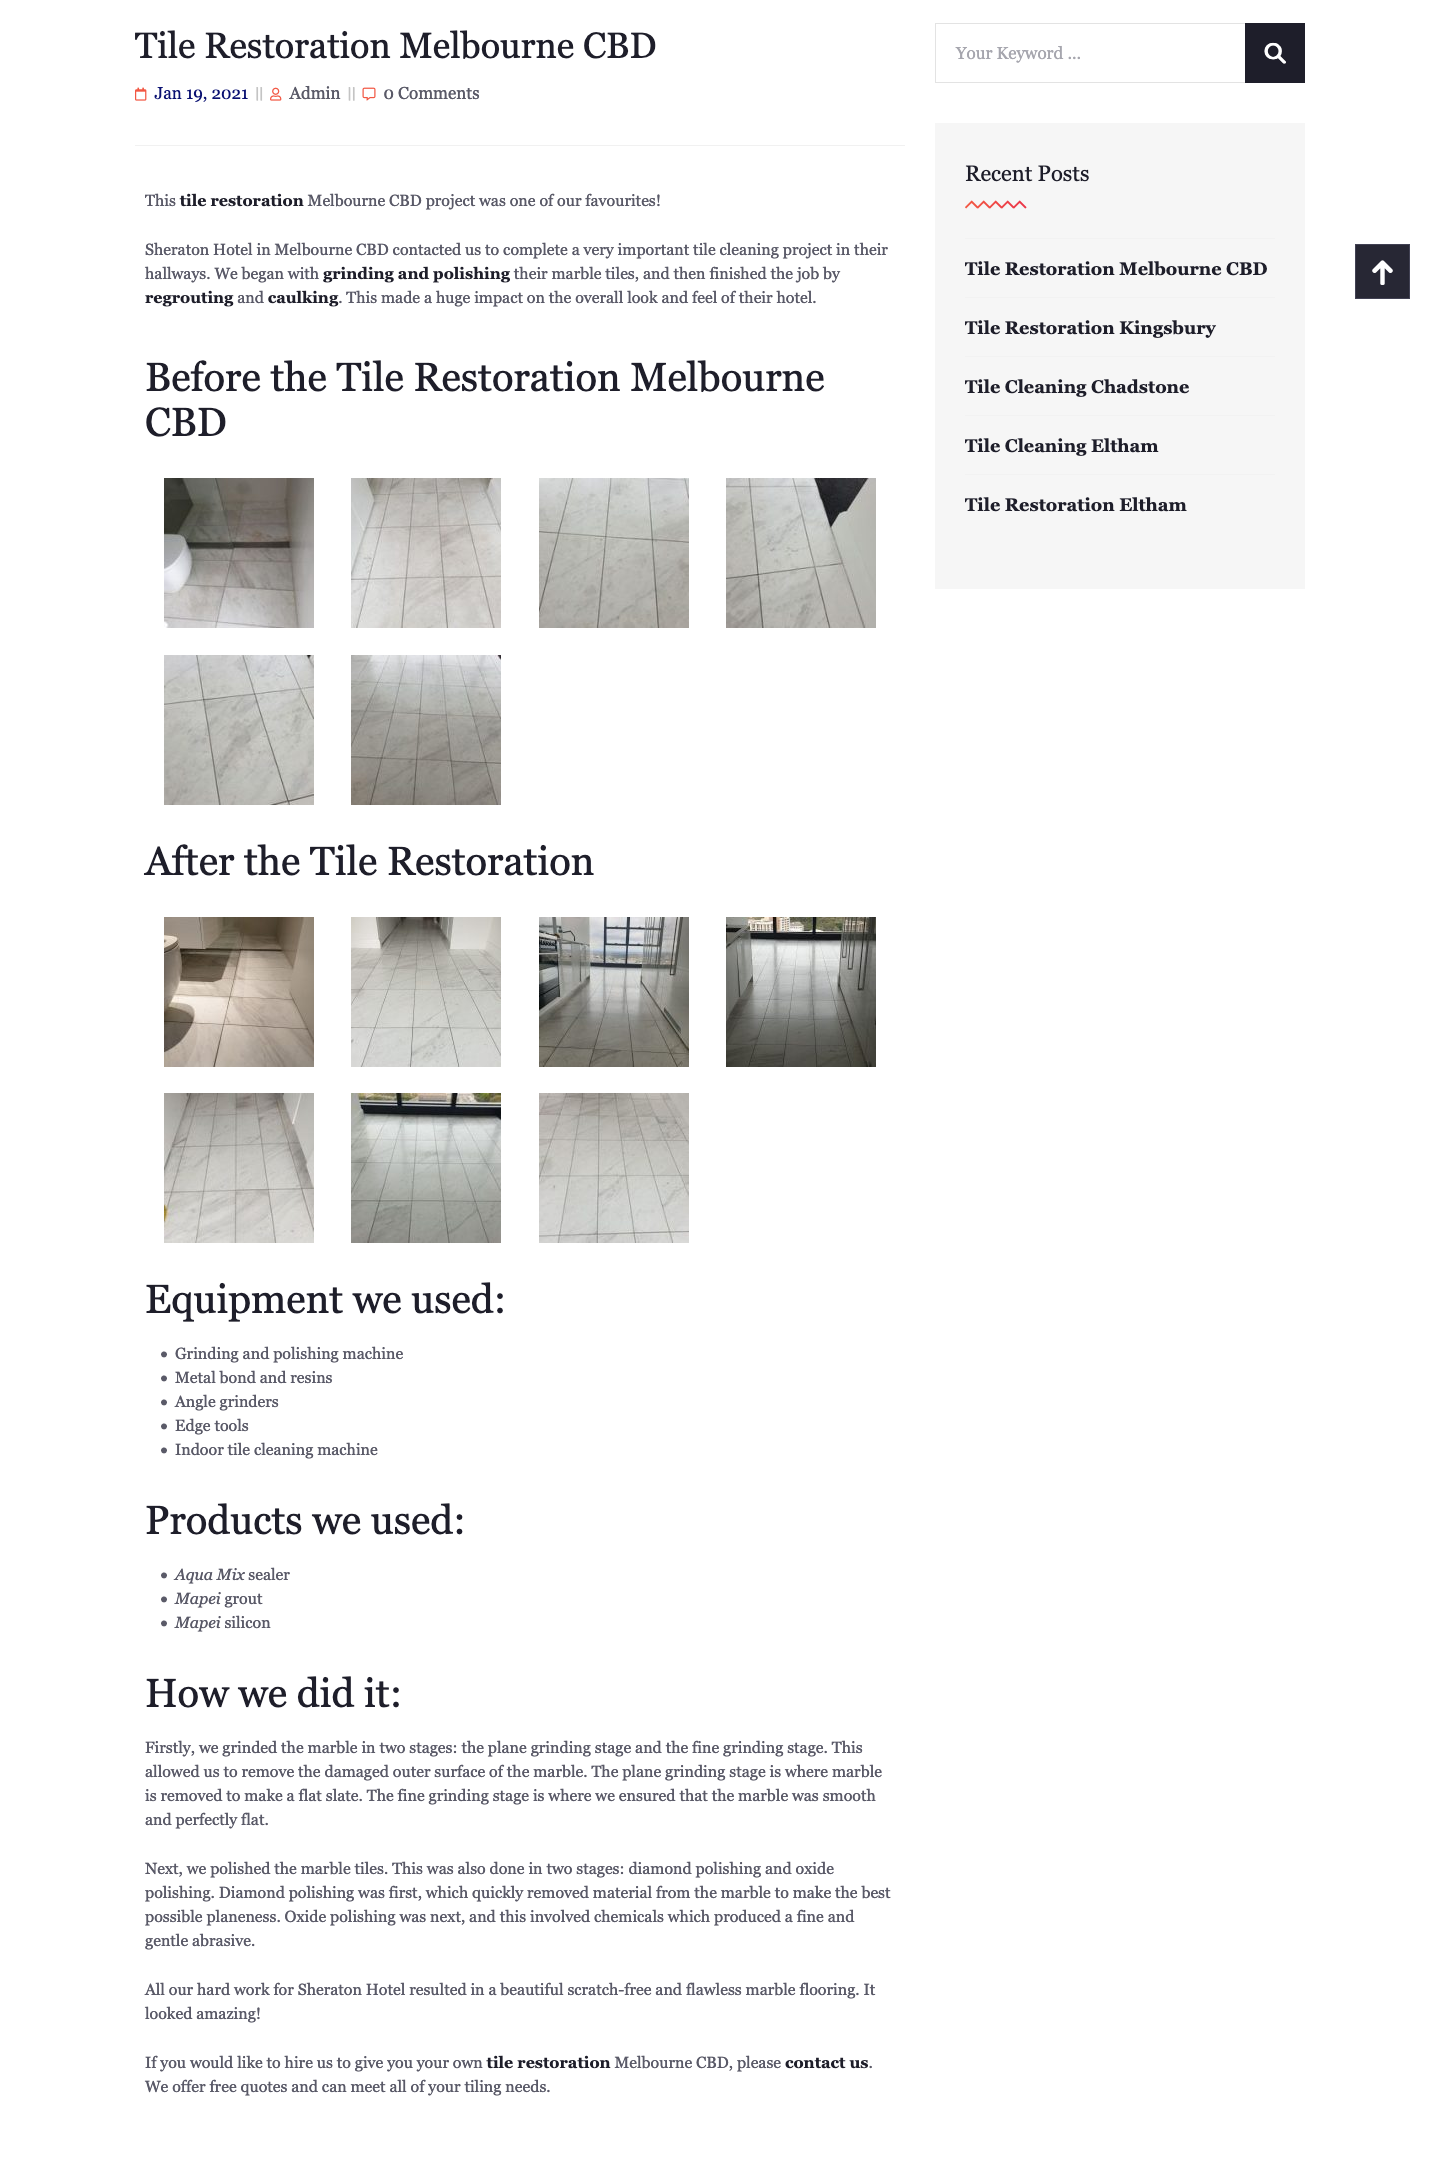 Tile Restoration Melbourne CBD
Jan 19, 2021 || Admin || 0 Comments
This tile restoration Melbourne CBD project was one of our favourites!
Sheraton Hotel in Melbourne CBD contacted us to complete a very important tile cleaning project in their
hallways. We began with grinding and polishing their marble tiles, and then finished the job by
regrouting and caulking. This made a huge impact on the overall look and feel of their hotel.
Before the Tile Restoration Melbourne
CBD
After the Tile Restoration
Equipment we used:
• Grinding and polishing machine
• Metal bond and resins
• Angle grinders
• Edge tools
• Indoor tile cleaning machine
Products we used:
• Aqua Mix sealer
• Mapei grout
• Mapei silicon
How we did it:
Firstly, we grinded the marble in two stages: the plane grinding stage and the fine grinding stage. This
allowed us to remove the damaged outer surface of the marble. The plane grinding stage is where marble
is removed to make a flat slate. The fine grinding stage is where we ensured that the marble was smooth
and perfectly flat.
Next, we polished the marble tiles. This was also done in two stages: diamond polishing and oxide
polishing. Diamond polishing was first, which quickly removed material from the marble to make the best
possible planeness. Oxide polishing was next, and this involved chemicals which produced a fine and
gentle abrasive.
All our hard work for Sheraton Hotel resulted in a beautiful scratch-free and flawless marble flooring. It
looked amazing!
If you would like to hire us to give you your own tile restoration Melbourne CBD, please contact us.
We offer free quotes and can meet all of your tiling needs.
Your Keyword ...
Recent Posts
Tile Restoration Melbourne CBD
Tile Restoration Kingsbury
Tile Cleaning Chadstone
Tile Cleaning Eltham
Tile Restoration Eltham